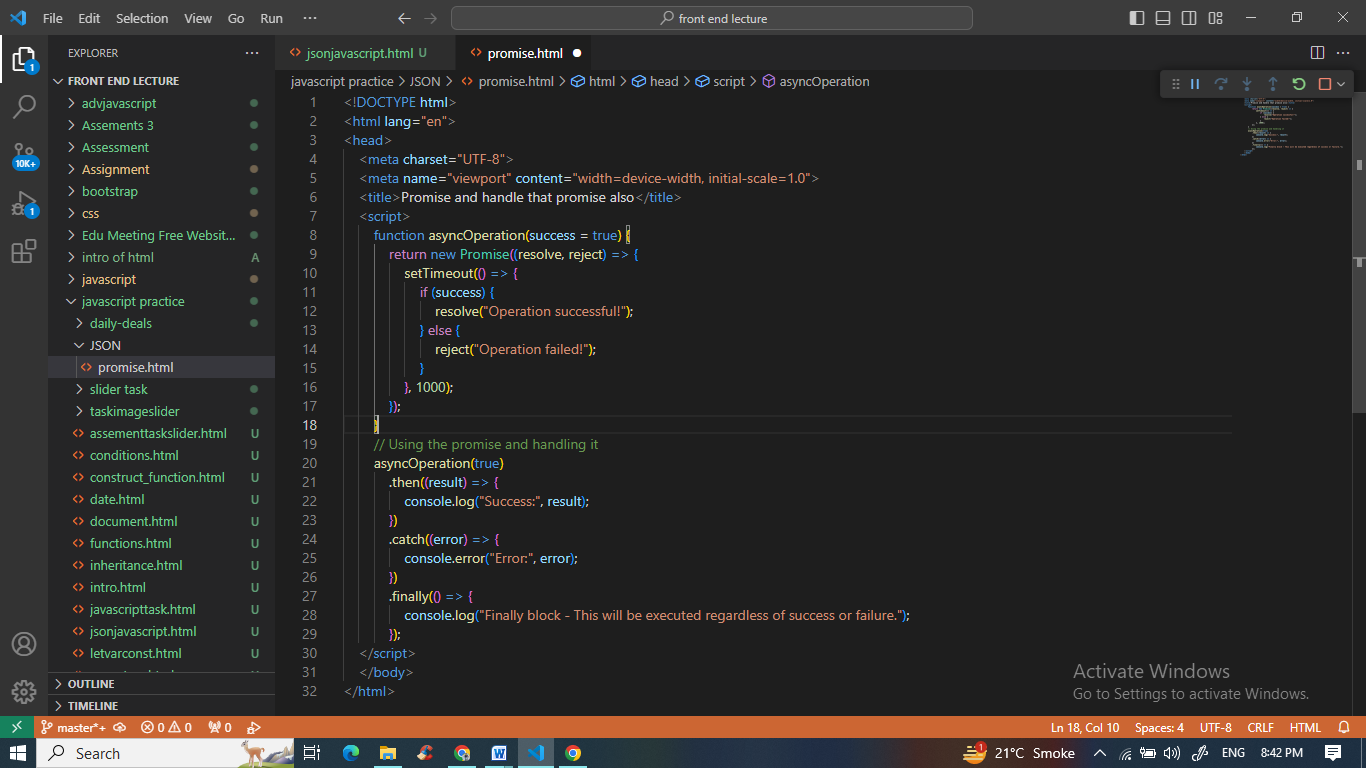 File Edit Selection View Go Run ··· front end lecture
EXPLORER ···
FRONT END LECTURE
advjavascript
Assements 3
Assessment
Assignment
bootstrap
css
Edu Meeting Free Websit...
intro of html A
javascript
javascript practice
daily-deals
JSON
promise.html
slider task
taskimageslider
assementtaskslider.html U
conditions.html U
construct_function.html U
date.html U
document.html U
functions.html U
inheritance.html U
intro.html U
javascripttask.html U
jsonjavascript.html U
letvarconst.html U
OUTLINE
TIMELINE
1
10K+
1
jsonjavascript.html U promise.html
javascript practice > JSON > promise.html > html > head > script > asyncOperation
1 <!DOCTYPE html>
2 <html lang="en">
3 <head>
4 <meta charset="UTF-8">
5 <meta name="viewport" content="width=device-width, initial-scale=1.0">
6 <title>Promise and handle that promise also</title>
7 <script>
8 function asyncOperation(success = true) {
9 return new Promise((resolve, reject) => {
10 setTimeout(() => {
11 if (success) {
12 resolve("Operation successful!");
13 } else {
14 reject("Operation failed!");
15 }
16 }, 1000);
17 });
18 }
19 // Using the promise and handling it
20 asyncOperation(true)
21 .then((result) => {
22 console.log("Success:", result);
23 })
24 .catch((error) => {
25 console.error("Error:", error);
26 })
27 .finally(() => {
28 console.log("Finally block - This will be executed regardless of success or failure.");
29 });
30 </script>
31 </body>
32 </html>
Activate Windows
Go to Settings to activate Windows.
master*+ 0 0 0 Ln 18, Col 10 Spaces: 4 UTF-8 CRLF HTML
Search 1 21°C Smoke ENG 8:42 PM